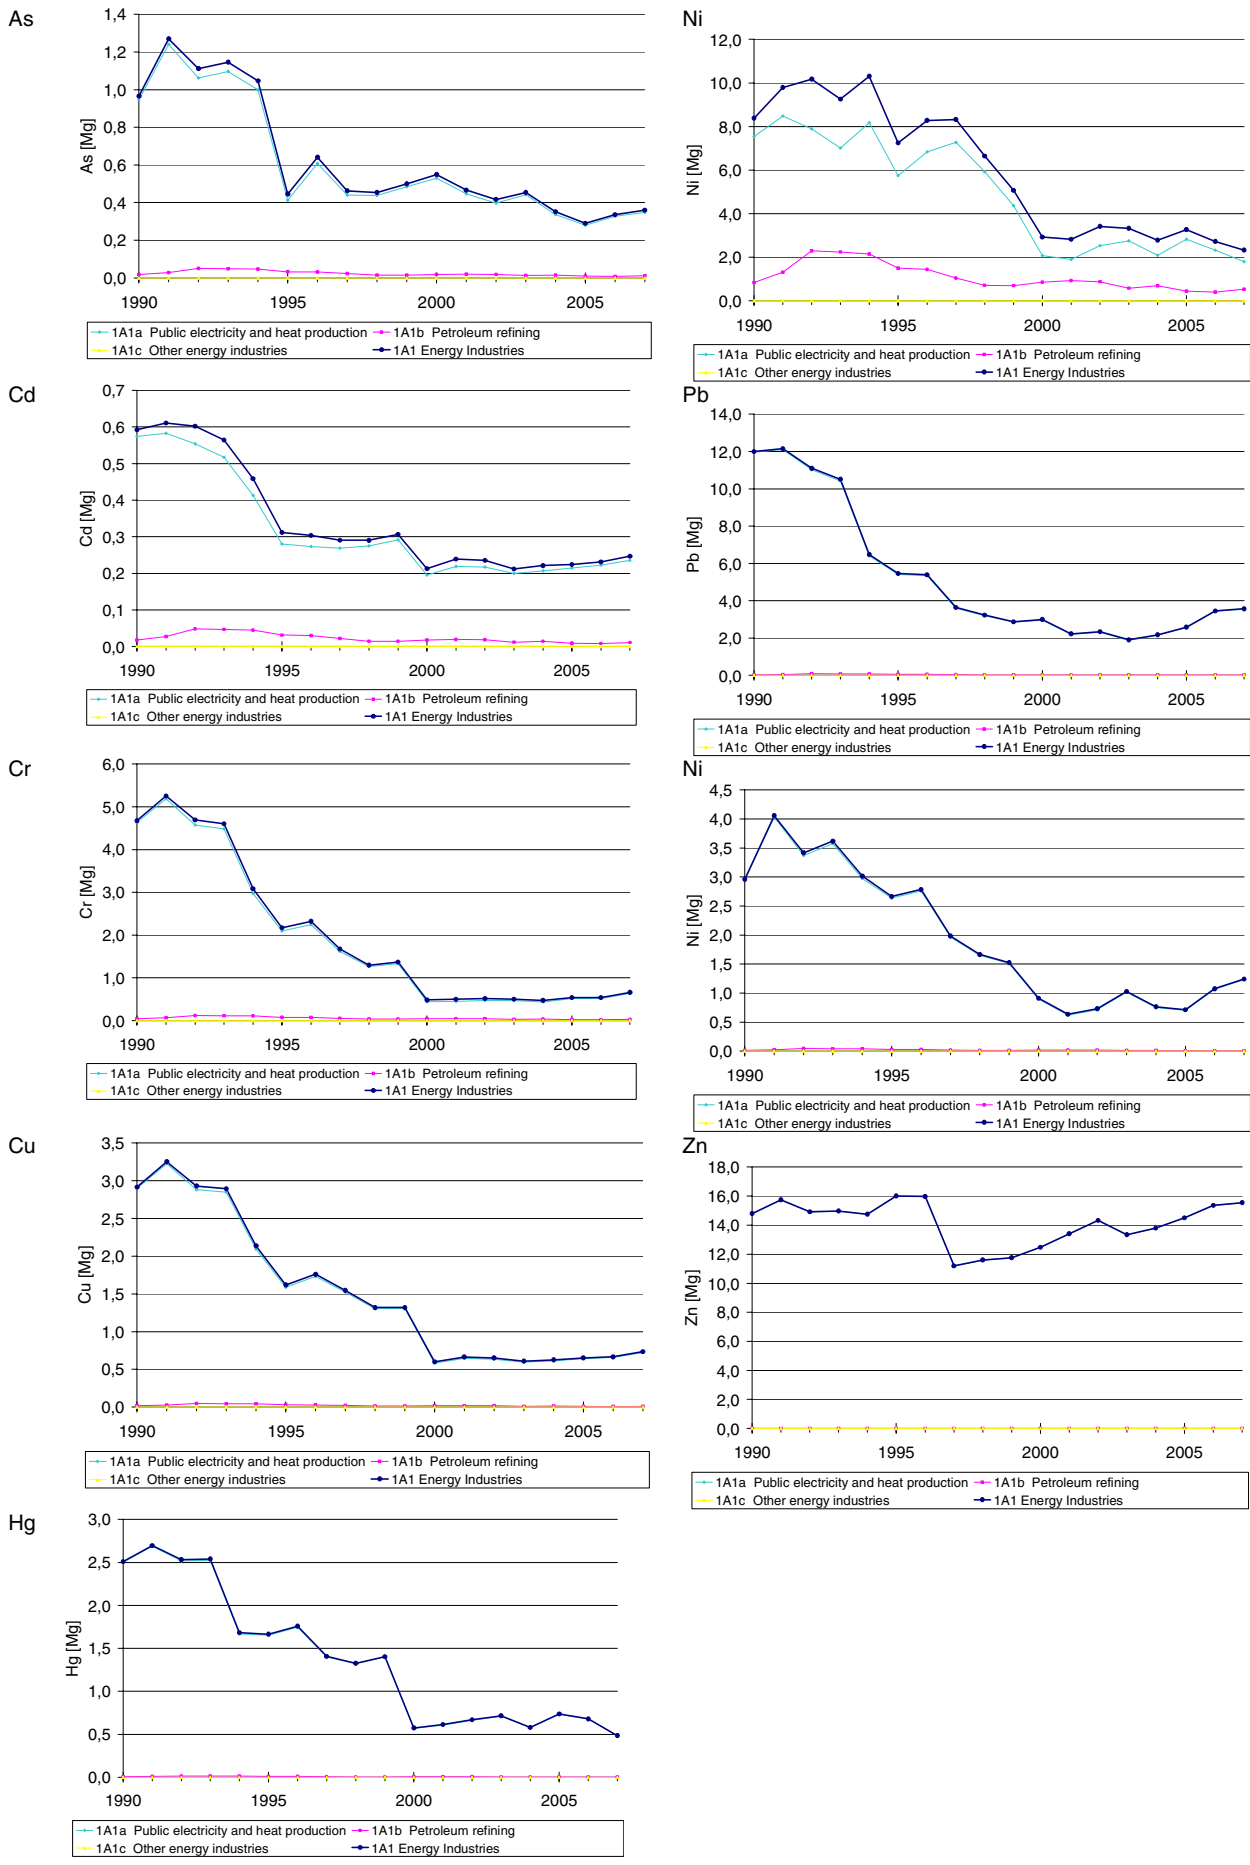 As
1,4
1,2
1,0
0,8
0,6
0,4
0,2
0,0
As [Mg]
1990 1995 2000 2005
1A1a Public electricity and heat production 1A1b Petroleum refining
1A1c Other energy industries 1A1 Energy Industries
Cd
0,7
0,6
0,5
0,4
0,3
0,2
0,1
0,0
Cd [Mg]
1990 1995 2000 2005
1A1a Public electricity and heat production 1A1b Petroleum refining
1A1c Other energy industries 1A1 Energy Industries
Cr
6,0
5,0
4,0
3,0
2,0
1,0
0,0
Cr [Mg]
1990 1995 2000 2005
1A1a Public electricity and heat production 1A1b Petroleum refining
1A1c Other energy industries 1A1 Energy Industries
Cu
3,5
3,0
2,5
2,0
1,5
1,0
0,5
0,0
Cu [Mg]
1990 1995 2000 2005
1A1a Public electricity and heat production 1A1b Petroleum refining
1A1c Other energy industries 1A1 Energy Industries
Hg
3,0
2,5
2,0
1,5
1,0
0,5
0,0
Hg [Mg]
1990 1995 2000 2005
1A1a Public electricity and heat production 1A1b Petroleum refining
1A1c Other energy industries 1A1 Energy Industries
Ni
12,0
10,0
8,0
6,0
4,0
2,0
0,0
Ni [Mg]
1990 1995 2000 2005
1A1a Public electricity and heat production 1A1b Petroleum refining
1A1c Other energy industries 1A1 Energy Industries
Pb
14,0
12,0
10,0
8,0
6,0
4,0
2,0
0,0
Pb [Mg]
1990 1995 2000 2005
1A1a Public electricity and heat production 1A1b Petroleum refining
1A1c Other energy industries 1A1 Energy Industries
Ni
4,5
4,0
3,5
3,0
2,5
2,0
1,5
1,0
0,5
0,0
Ni [Mg]
1990 1995 2000 2005
1A1a Public electricity and heat production 1A1b Petroleum refining
1A1c Other energy industries 1A1 Energy Industries
Zn
18,0
16,0
14,0
12,0
10,0
8,0
6,0
4,0
2,0
0,0
Zn [Mg]
1990 1995 2000 2005
1A1a Public electricity and heat production 1A1b Petroleum refining
1A1c Other energy industries 1A1 Energy Industries